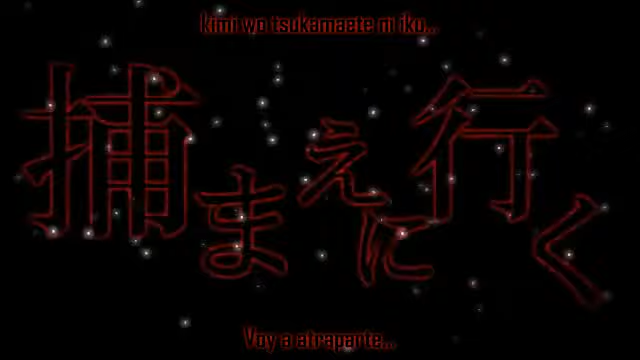 kimi wo tsukamaete ni iku...
捕まえに行く
Voy a atraparte...